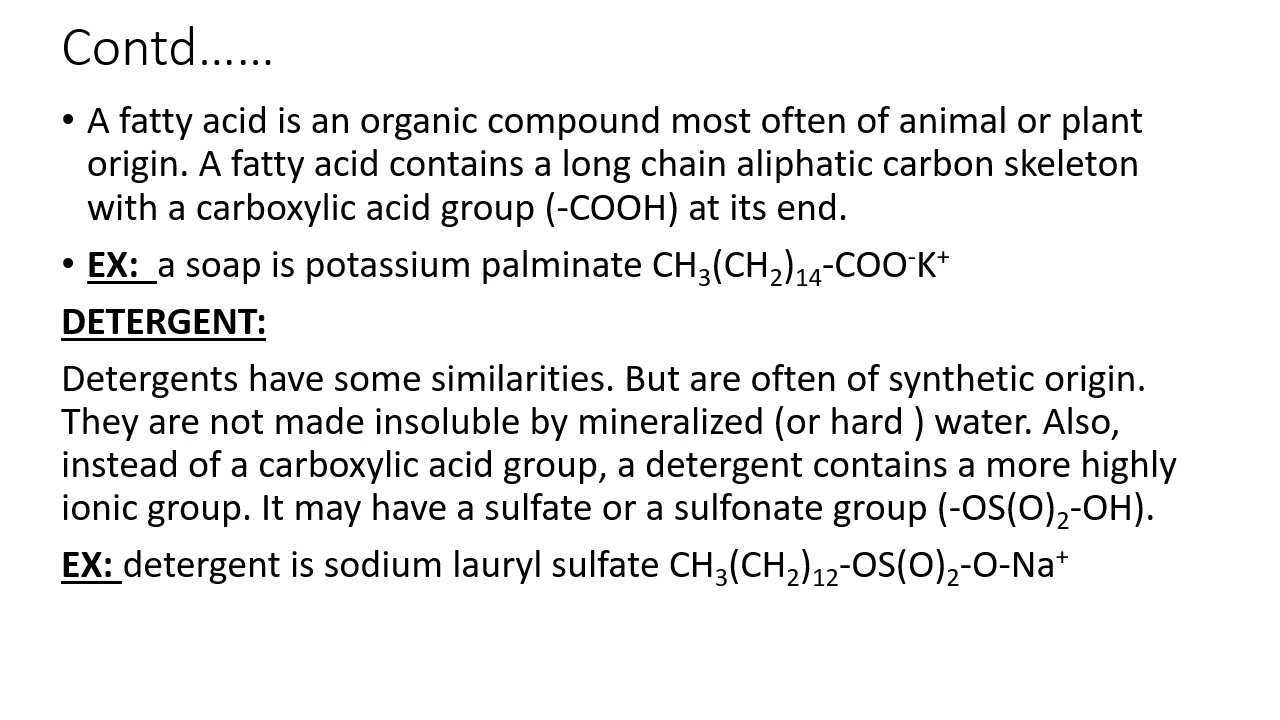 Contd……
• A fatty acid is an organic compound most often of animal or plant
origin. A fatty acid contains a long chain aliphatic carbon skeleton
with a carboxylic acid group (-COOH) at its end.
• EX: a soap is potassium palminate CH₃(CH₂)₁₄-COO⁻K⁺
DETERGENT:
Detergents have some similarities. But are often of synthetic origin.
They are not made insoluble by mineralized (or hard ) water. Also,
instead of a carboxylic acid group, a detergent contains a more highly
ionic group. It may have a sulfate or a sulfonate group (-OS(O)₂-OH).
EX: detergent is sodium lauryl sulfate CH₃(CH₂)₁₂-OS(O)₂-O-Na⁺